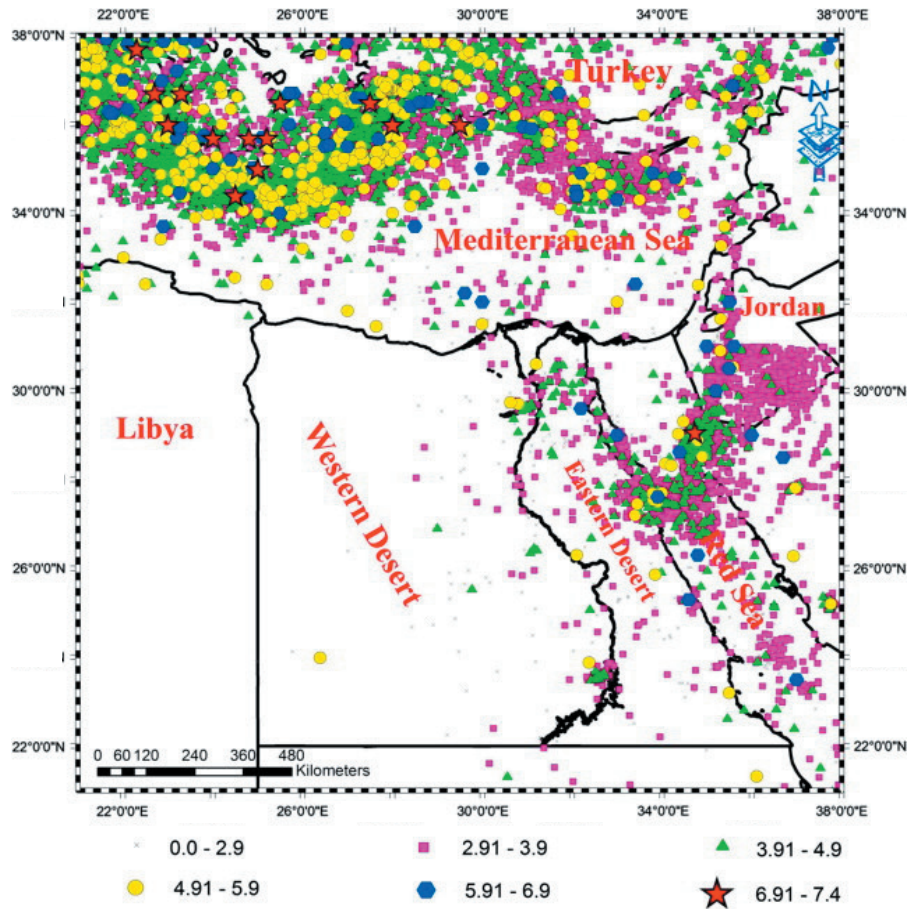 22°0'0"E 26°0'0"E 30°0'0"E 34°0'0"E 38°0'0"E
38°0'0"N 38°0'0"N
Turkey
N
34°0'0"N 34°0'0"N
Mediterranean Sea
Jordan
30°0'0"N 30°0'0"N
Libya
Western Desert
Eastern Desert
Red Sea
26°0'0"N 26°0'0"N
22°0'0"N 22°0'0"N
0 60 120 240 360 480
Kilometers
22°0'0"E 26°0'0"E 30°0'0"E 34°0'0"E 38°0'0"E
0.0 - 2.9 2.91 - 3.9 3.91 - 4.9
4.91 - 5.9 5.91 - 6.9 6.91 - 7.4